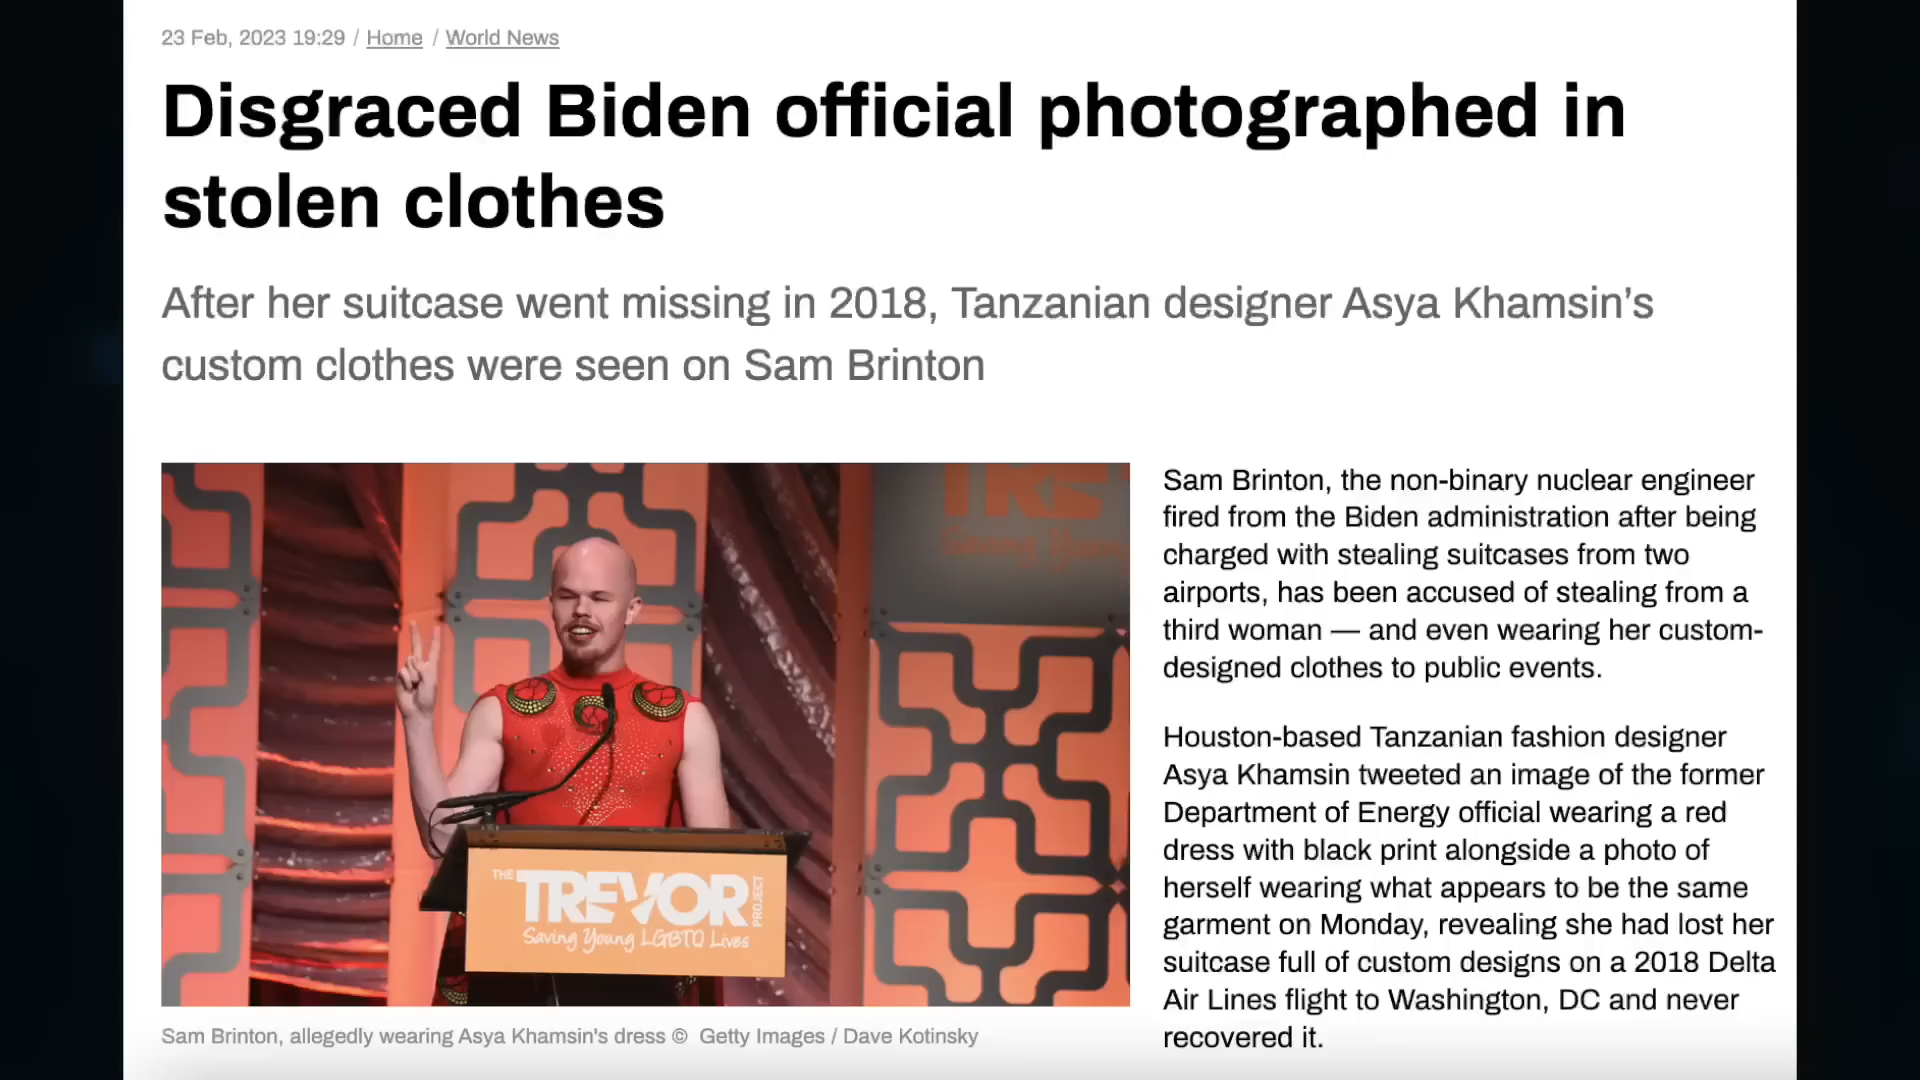 23 Feb, 2023 19:29 / Home / World News
Disgraced Biden official photographed in
stolen clothes
After her suitcase went missing in 2018, Tanzanian designer Asya Khamsin’s
custom clothes were seen on Sam Brinton
TRE
Saving Young
THE
TREVOR
PROJECT
Saving Young LGBTQ Lives
Sam Brinton, allegedly wearing Asya Khamsin's dress © Getty Images / Dave Kotinsky
Sam Brinton, the non-binary nuclear engineer
fired from the Biden administration after being
charged with stealing suitcases from two
airports, has been accused of stealing from a
third woman — and even wearing her custom-
designed clothes to public events.
Houston-based Tanzanian fashion designer
Asya Khamsin tweeted an image of the former
Department of Energy official wearing a red
dress with black print alongside a photo of
herself wearing what appears to be the same
garment on Monday, revealing she had lost her
suitcase full of custom designs on a 2018 Delta
Air Lines flight to Washington, DC and never
recovered it.